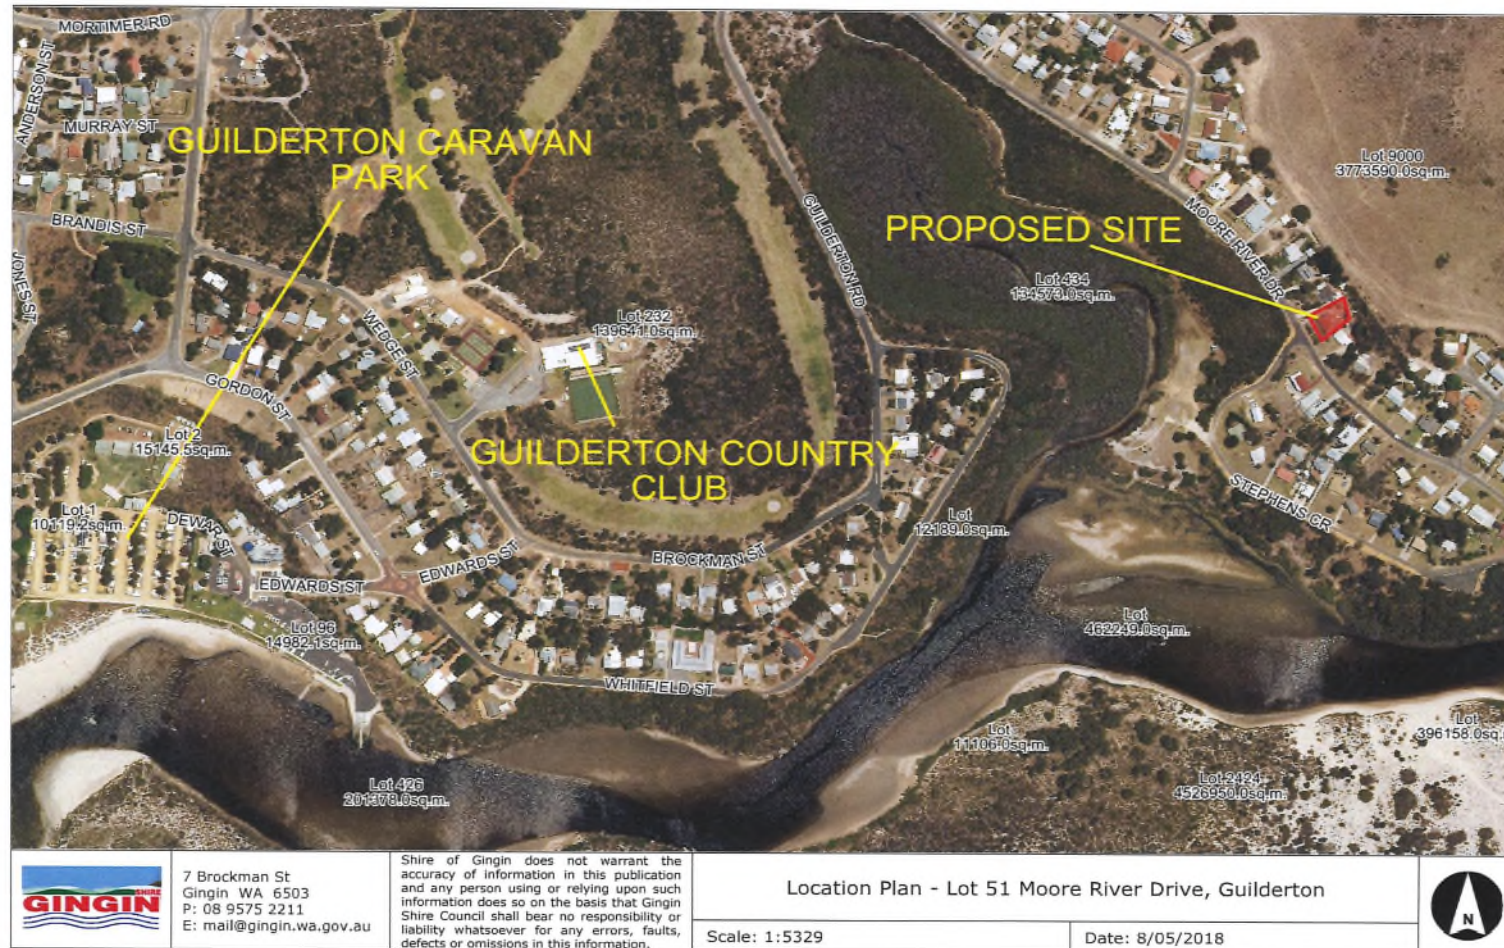 MORTIMER RD
ANDERSON ST
MURRAY ST
GUILDERTON CARAVAN
PARK
BRANDIS ST
JONES ST
GUILDERTON RD
PROPOSED SITE
MOORE RIVER DR
Lot 9000
3773590.0sq.m.
Lot 434
134573.0sq.m.
Lot 232
139641.0sq.m.
WEDGE ST
GORDON ST
GUILDERTON COUNTRY
CLUB
Lot 2
15145.5sq.m.
Lot 1
10119.2sq.m.
DEWAR ST
EDWARDS ST
EDWARDS ST
BROCKMAN ST
Lot
12189.0sq.m.
STEPHENS CR
Lot 96
14982.1sq.m.
WHITFIELD ST
Lot
462249.0sq.m.
Lot
11106.0sq.m.
Lot
396158.0sq.m
Lot 426
201378.0sq.m.
Lot 2424
4526950.0sq.m.
SHIRE
GINGIN
7 Brockman St
Gingin WA 6503
P: 08 9575 2211
E: mail@gingin.wa.gov.au
Shire of Gingin does not warrant the
accuracy of information in this publication
and any person using or relying upon such
information does so on the basis that Gingin
Shire Council shall bear no responsibility or
liability whatsoever for any errors, faults,
defects or omissions in this information.
Location Plan - Lot 51 Moore River Drive, Guilderton
Scale: 1:5329
Date: 8/05/2018
N